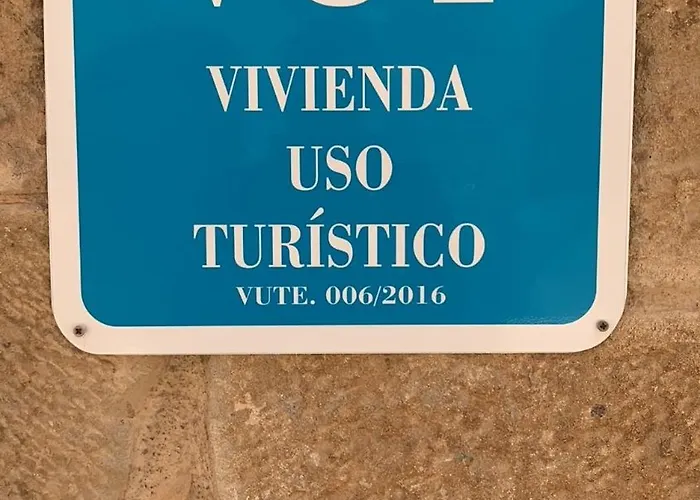 VIVIENDA
USO
TURÍSTICO
VUTE. 006/2016